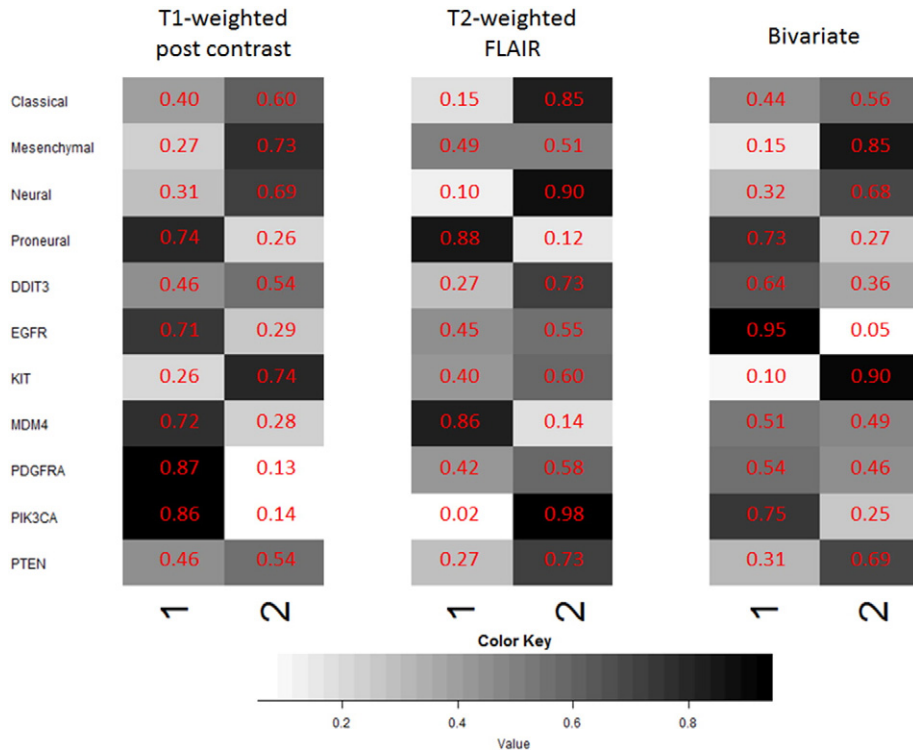 T1-weighted post contrast
T2-weighted FLAIR
Bivariate
Classical 0.40 0.60 0.15 0.85 0.44 0.56
Mesenchymal 0.27 0.73 0.49 0.51 0.15 0.85
Neural 0.31 0.69 0.10 0.90 0.32 0.68
Proneural 0.74 0.26 0.88 0.12 0.73 0.27
DDIT3 0.46 0.54 0.27 0.73 0.64 0.36
EGFR 0.71 0.29 0.45 0.55 0.95 0.05
KIT 0.26 0.74 0.40 0.60 0.10 0.90
MDM4 0.72 0.28 0.86 0.14 0.51 0.49
PDGFRA 0.87 0.13 0.42 0.58 0.54 0.46
PIK3CA 0.86 0.14 0.02 0.98 0.75 0.25
PTEN 0.46 0.54 0.27 0.73 0.31 0.69
1 2 1 2 1 2
Color Key
0.2 0.4 0.6 0.8
Value